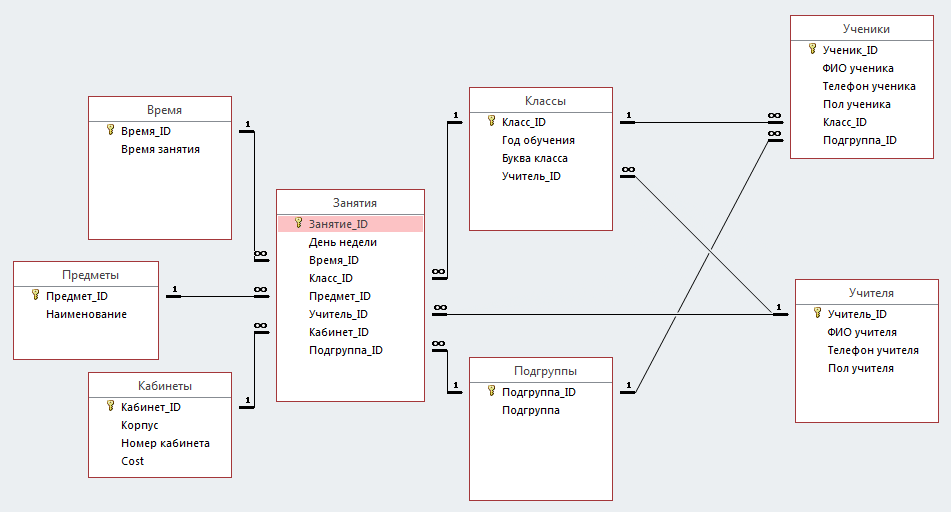 Время
Время_ID
Время занятия
1
∞
Предметы
Предмет_ID
Наименование
1
∞
Кабинеты
Кабинет_ID
Корпус
Номер кабинета
Cost
1
∞
Занятия
Занятие_ID
День недели
Время_ID
Класс_ID
Предмет_ID
Учитель_ID
Кабинет_ID
Подгруппа_ID
∞
∞
∞
Классы
Класс_ID
Год обучения
Буква класса
Учитель_ID
1
1
∞
Подгруппы
Подгруппа_ID
Подгруппа
1
1
Ученики
Ученик_ID
ФИО ученика
Телефон ученика
Пол ученика
Класс_ID
Подгруппа_ID
∞
∞
Учителя
Учитель_ID
ФИО учителя
Телефон учителя
Пол учителя
1